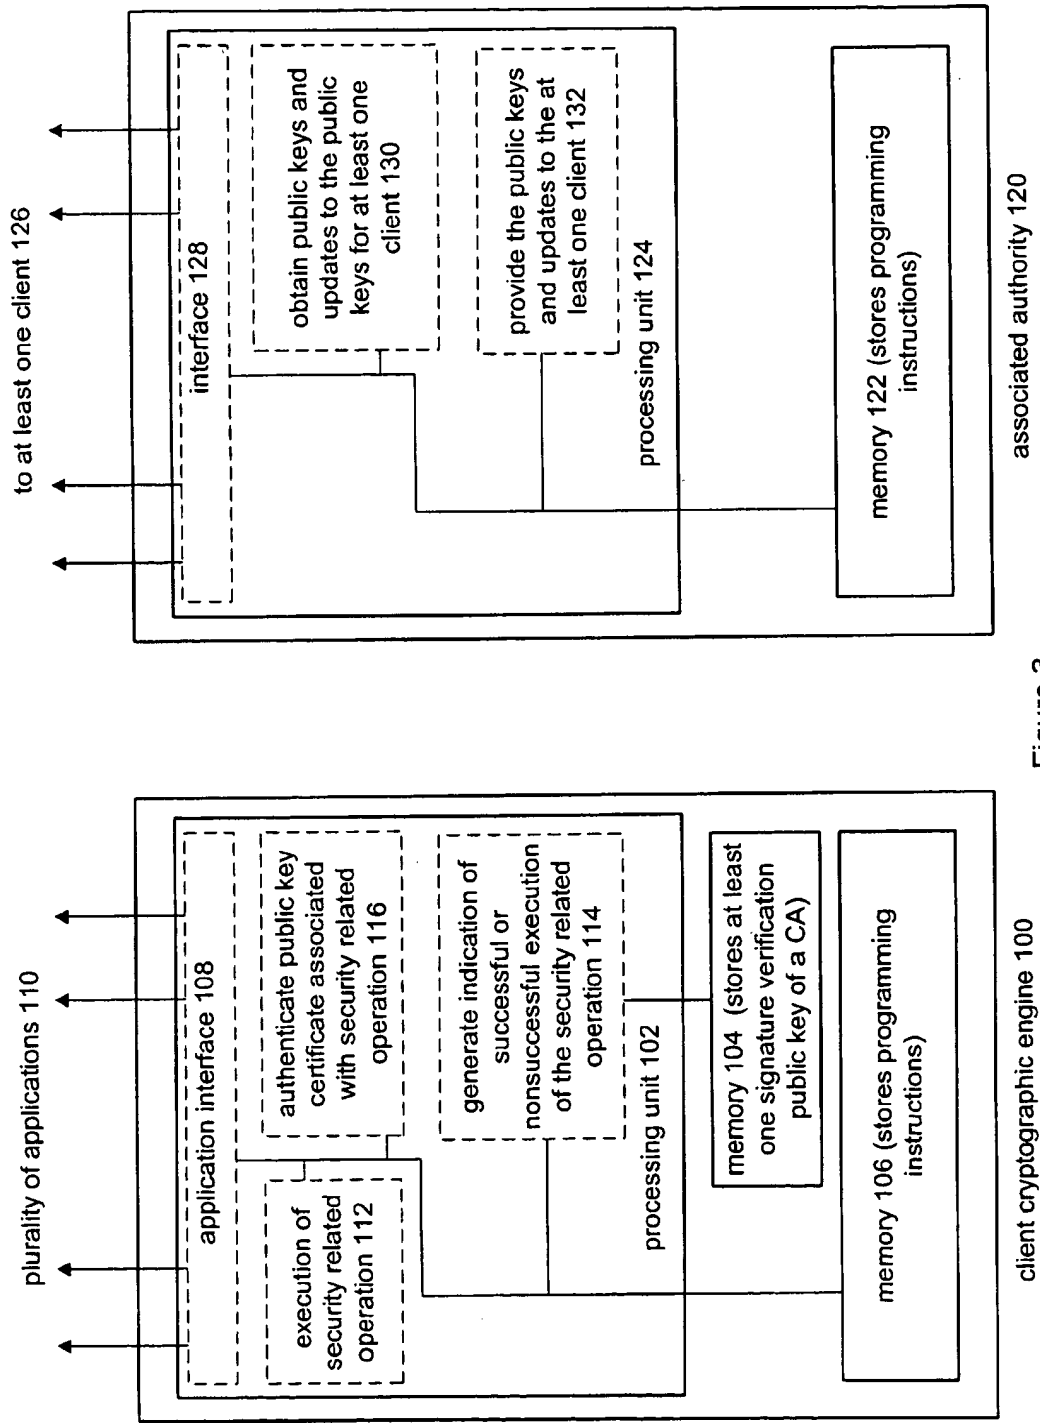 plurality of applications 110
application interface 108
execution of
security related
operation 112
authenticate public key
certificate associated
with security related
operation 116
generate indication of
successful or
nonsuccessful execution
of the security related
operation 114
processing unit 102
memory 104 (stores at least
one signature verification
public key of a CA)
memory 106 (stores programming
instructions)
client cryptographic engine 100
to at least one client 126
interface 128
obtain public keys and
updates to the public
keys for at least one
client 130
provide the public keys
and updates to the at
least one client 132
processing unit 124
memory 122 (stores programming
instructions)
associated authority 120